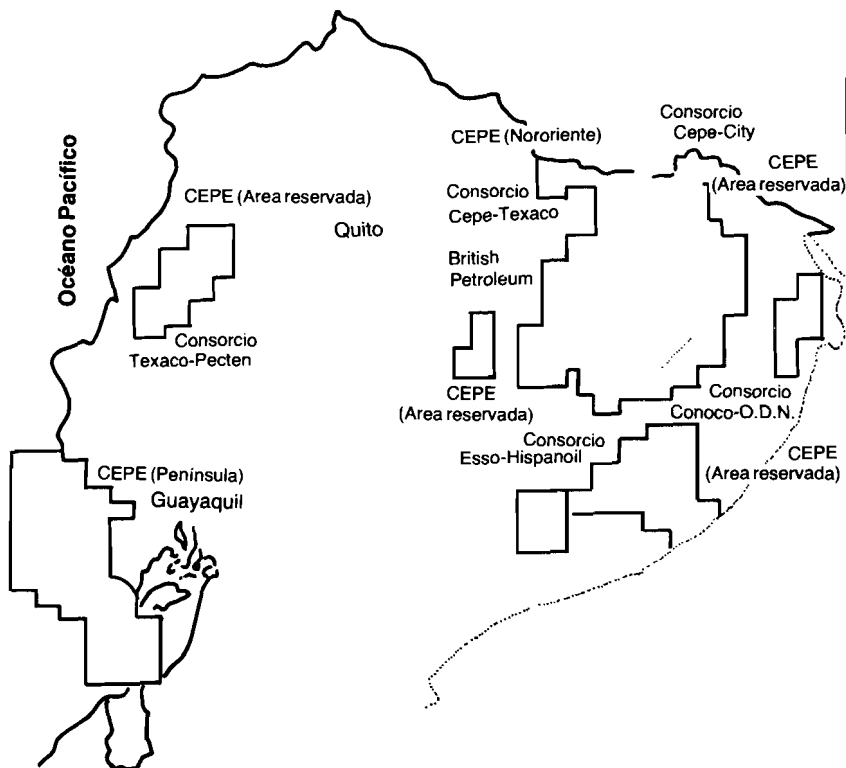 Consorcio
Cepe-City
CEPE (Nororiente)
CEPE
(Area reservada)
CEPE (Area reservada)
Consorcio
Cepe-Texaco
Quito
Océano Pacífico
British
Petroleum
Consorcio
Texaco-Pecten
CEPE
(Area reservada)
Consorcio
Conoco-O.D.N.
Consorcio
Esso-Hispanoil
CEPE
(Area reservada)
CEPE (Península)
Guayaquil